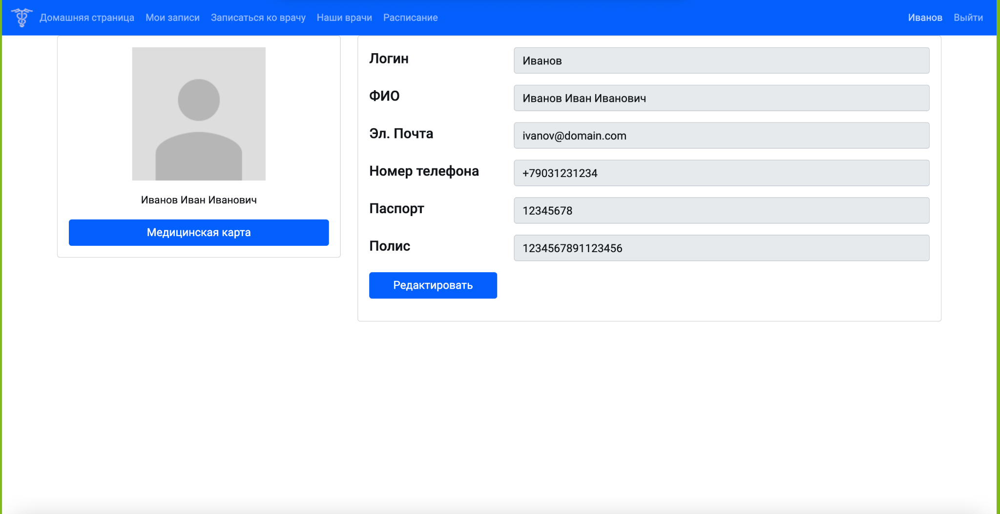 Домашняя страница Мои записи Записаться ко врачу Наши врачи Расписание Иванов Выйти
Иванов Иван Иванович
Медицинская карта
Логин Иванов
ФИО Иванов Иван Иванович
Эл. Почта ivanov@domain.com
Номер телефона +79031231234
Паспорт 12345678
Полис 1234567891123456
Редактировать